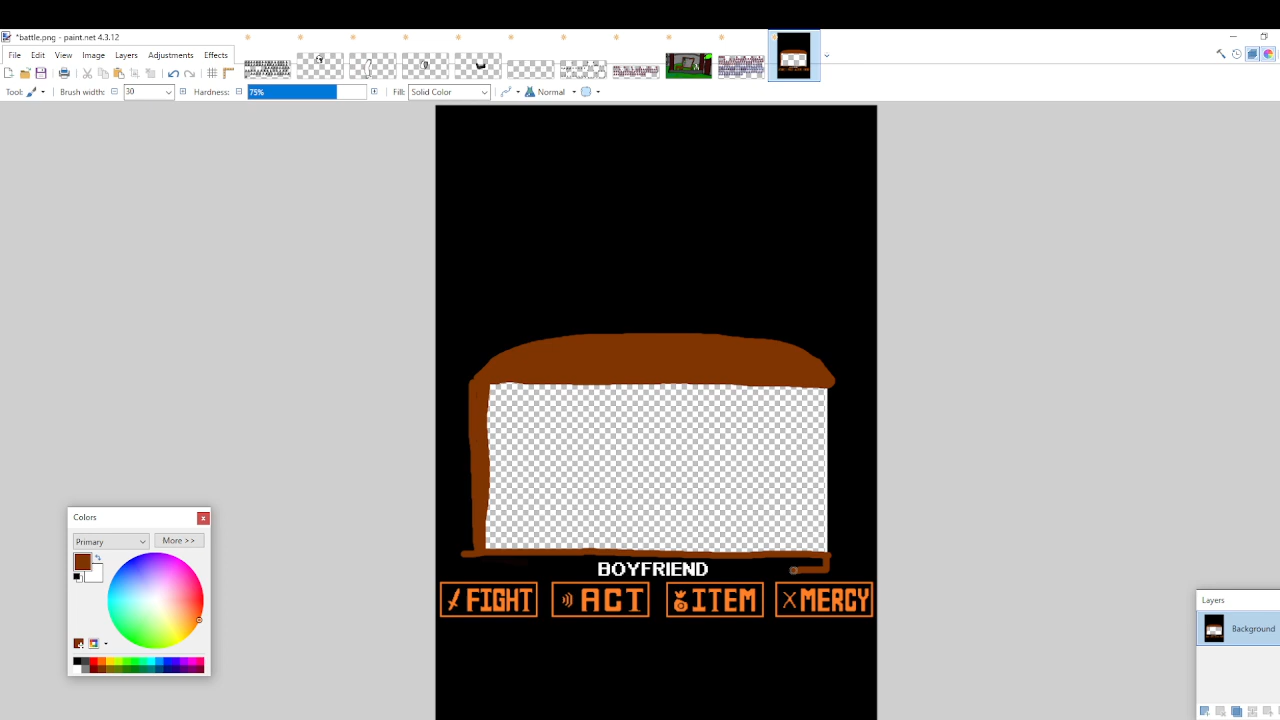 *battle.png - paint.net 4.3.12
File Edit View Image Layers Adjustments Effects
Tool: Brush width: 30 Hardness: 75% Fill: Solid Color Normal
BOYFRIEND
FIGHT ACT ITEM MERCY
Colors
Primary More >>
Layers
Background